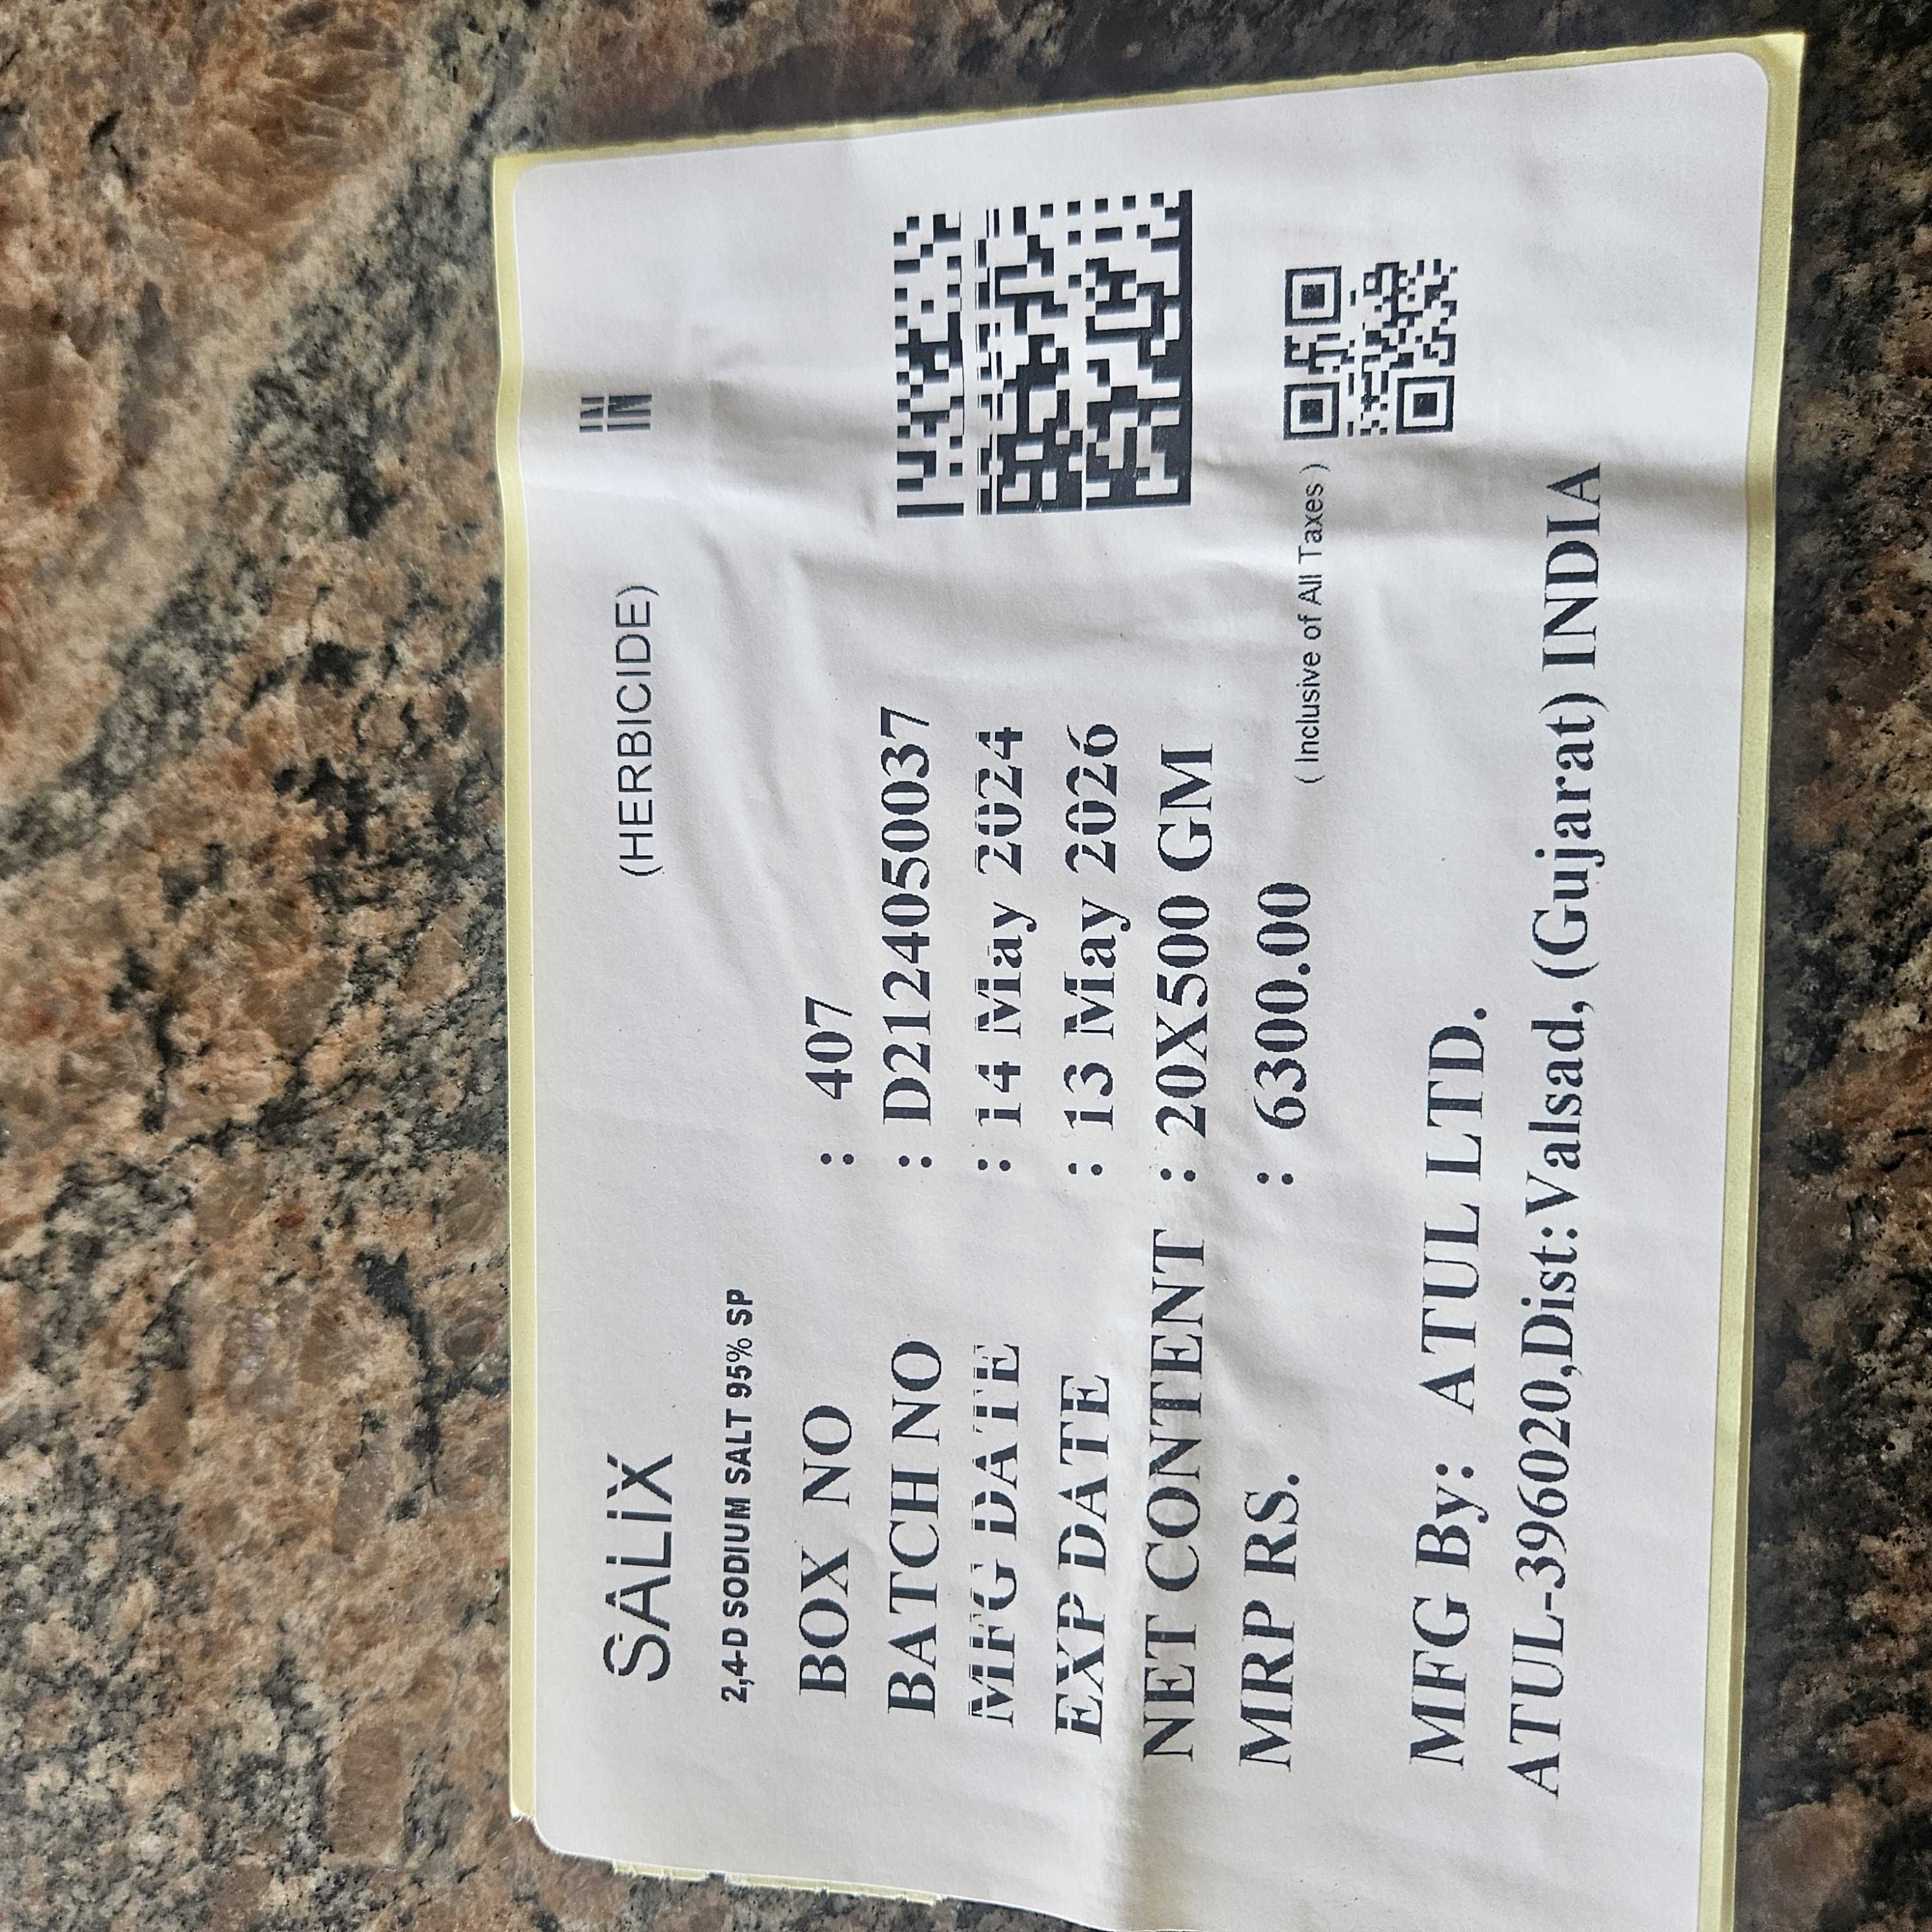 SALIX (HERBICIDE) IN
2,4-D SODIUM SALT 95% SP
BOX NO : 407
BATCH NO : D2124050037
MFG DATE : 14 May 2024
EXP DATE : 13 May 2026
NET CONTENT : 20X500 GM
MRP RS. : 6300.00 ( Inclusive of All Taxes )
MFG By: ATUL LTD.
ATUL-396020,Dist:Valsad, (Gujarat) INDIA